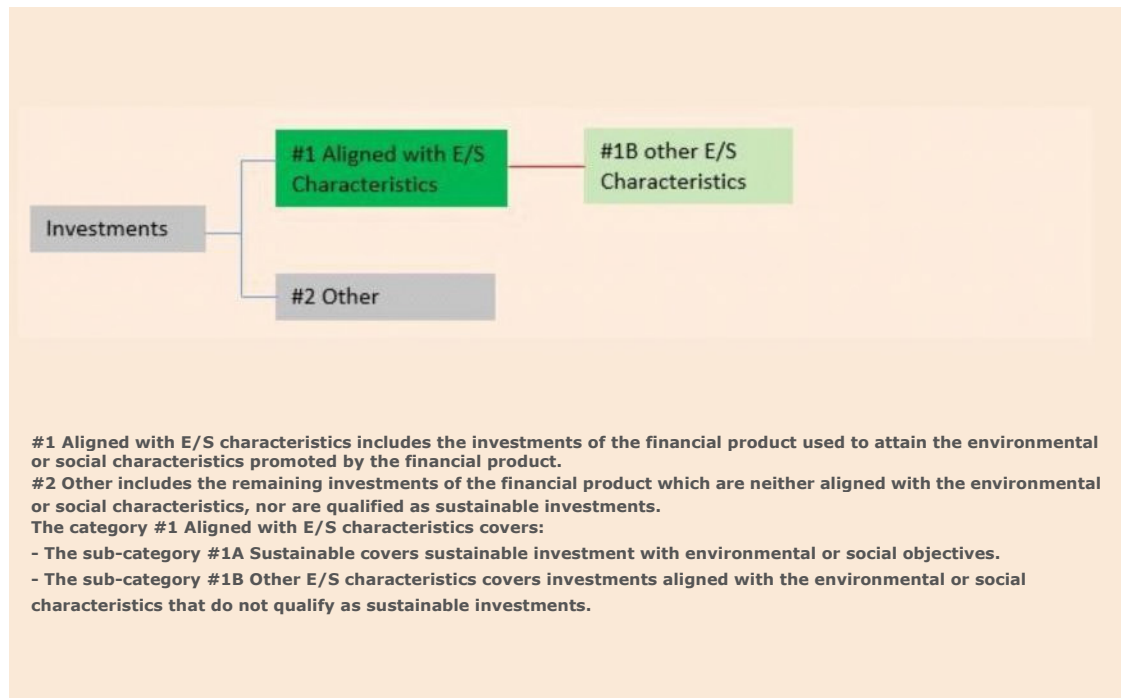 #1 Aligned with E/S
Characteristics
#1B other E/S
Characteristics
Investments
#2 Other
#1 Aligned with E/S characteristics includes the investments of the financial product used to attain the environmental
or social characteristics promoted by the financial product.
#2 Other includes the remaining investments of the financial product which are neither aligned with the environmental
or social characteristics, nor are qualified as sustainable investments.
The category #1 Aligned with E/S characteristics covers:
- The sub-category #1A Sustainable covers sustainable investment with environmental or social objectives.
- The sub-category #1B Other E/S characteristics covers investments aligned with the environmental or social
characteristics that do not qualify as sustainable investments.